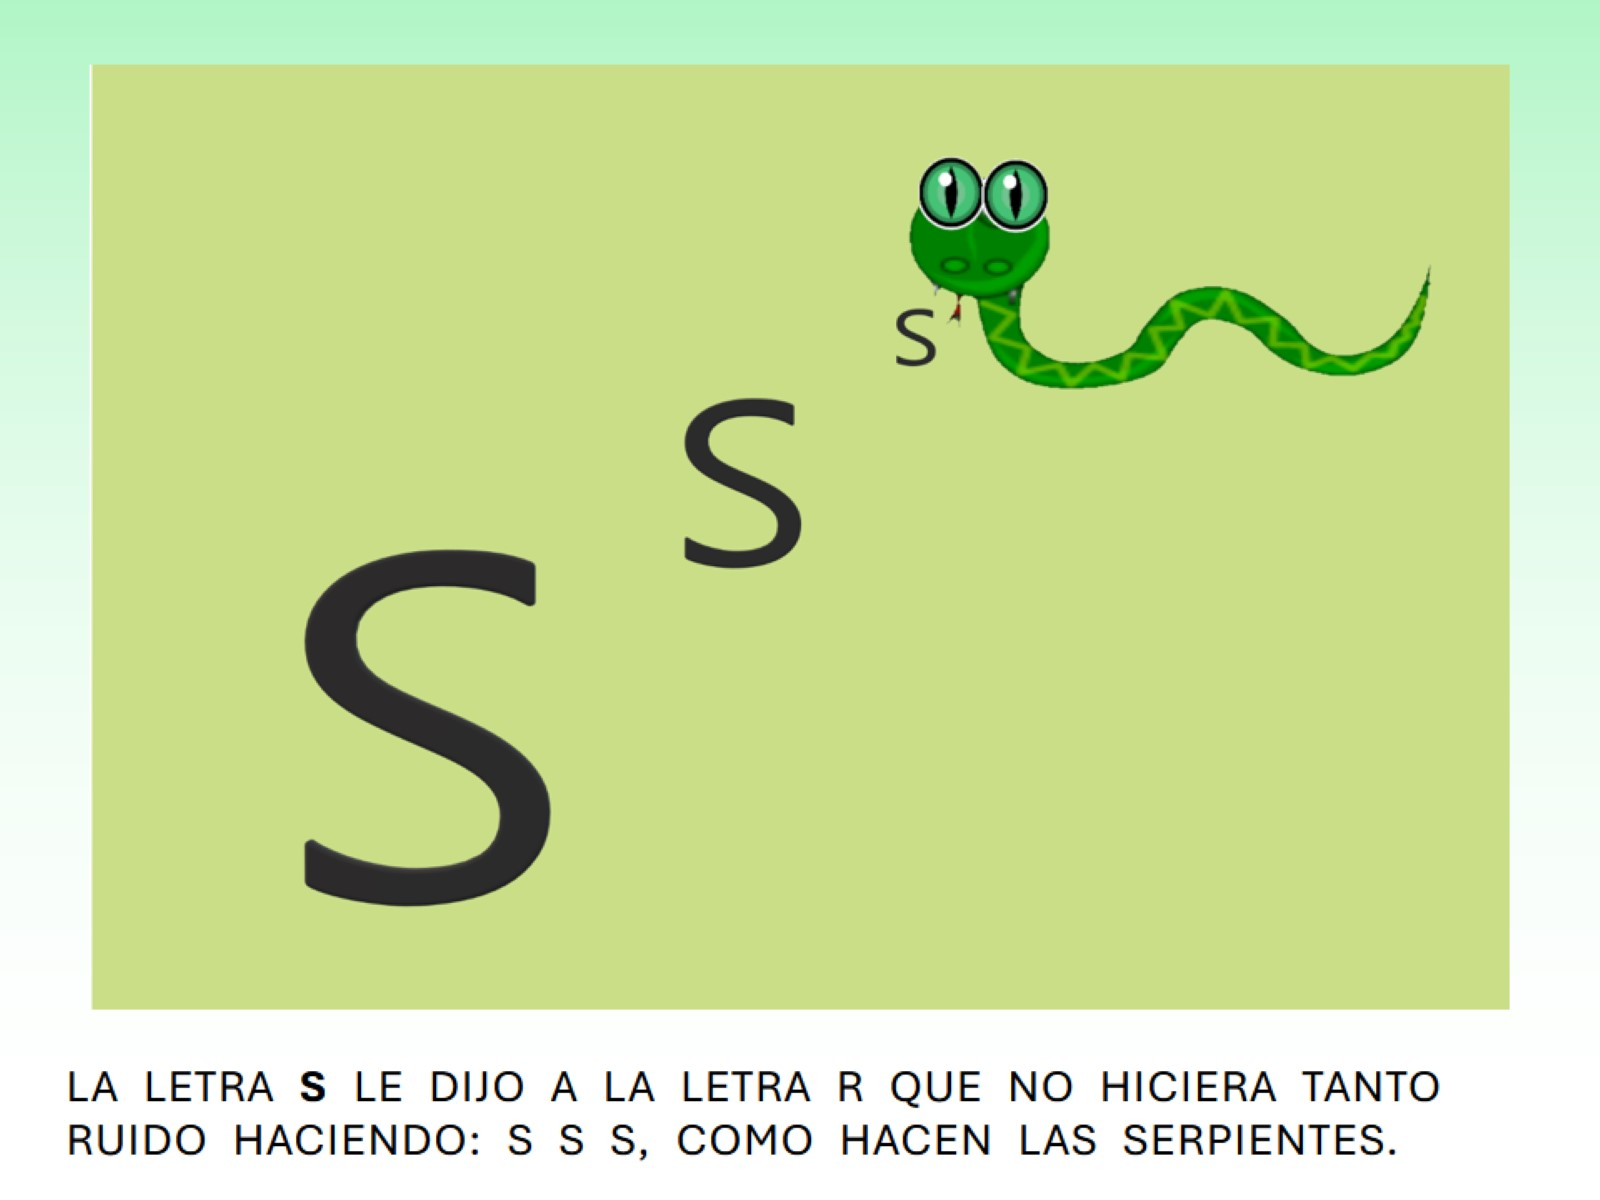 S
S
S
LA LETRA S LE DIJO A LA LETRA R QUE NO HICIERA TANTO
RUIDO HACIENDO: S S S, COMO HACEN LAS SERPIENTES.